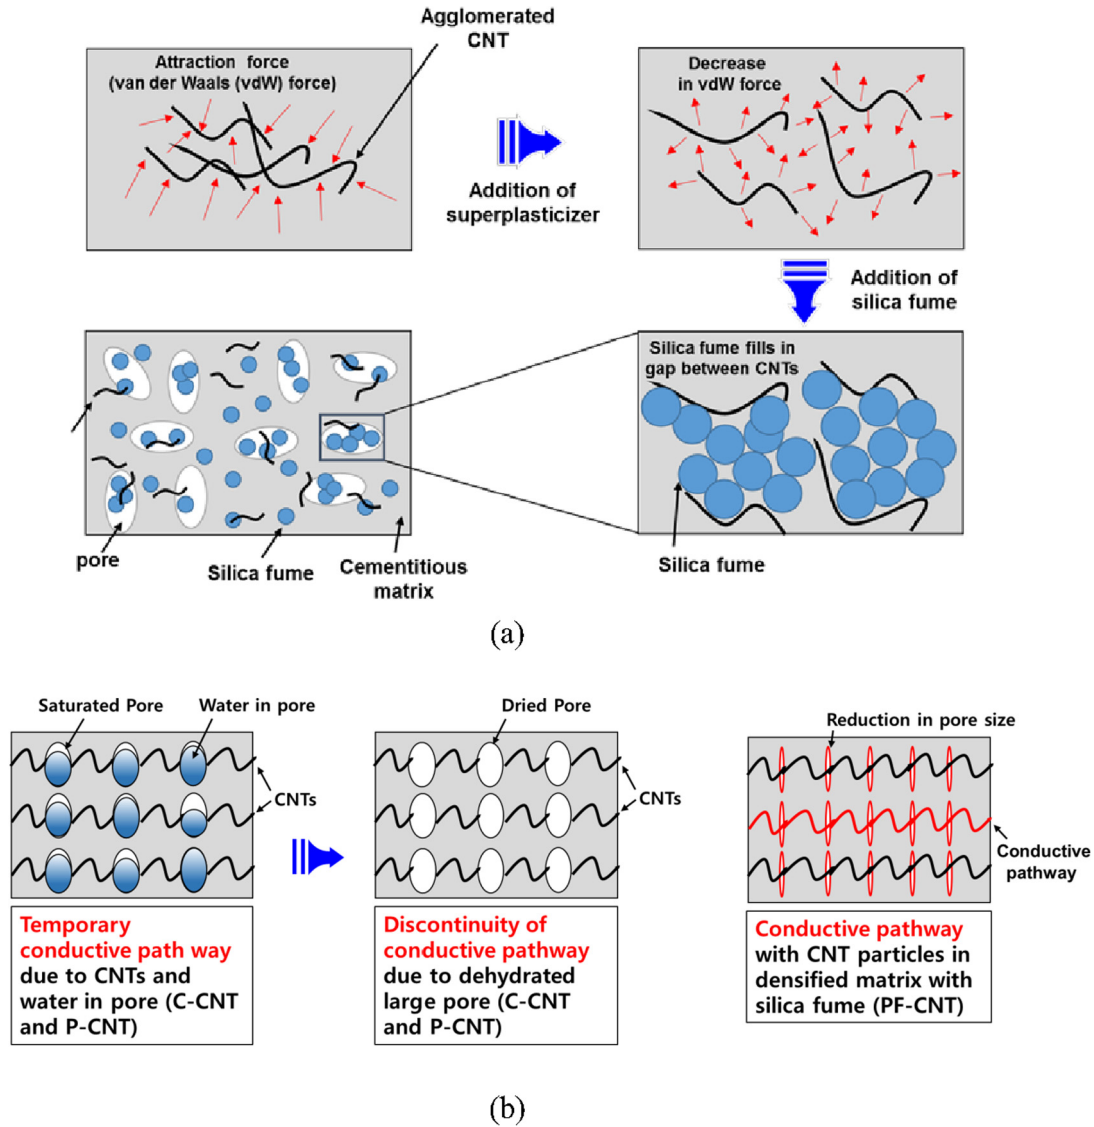 Agglomerated
CNT
Attraction force
(van der Waals (vdW) force)
Addition of
superplasticizer
Decrease
in vdW force
Addition of
silica fume
Silica fume fills in
gap between CNTs
Silica fume
pore
Silica fume
Cementitious
matrix
(a)
Saturated Pore
Water in pore
CNTs
Temporary
conductive path way
due to CNTs and
water in pore (C-CNT
and P-CNT)
Dried Pore
CNTs
Discontinuity of
conductive pathway
due to dehydrated
large pore (C-CNT
and P-CNT)
Reduction in pore size
Conductive
pathway
Conductive pathway
with CNT particles in
densified matrix with
silica fume (PF-CNT)
(b)